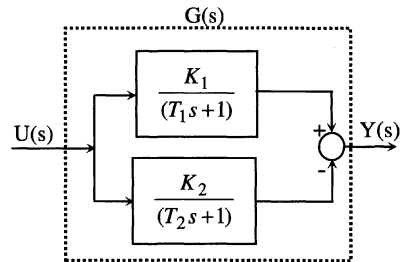 G(s)
K₁
(T₁s+1)
U(s)
+
Y(s)
-
K₂
(T₂s+1)